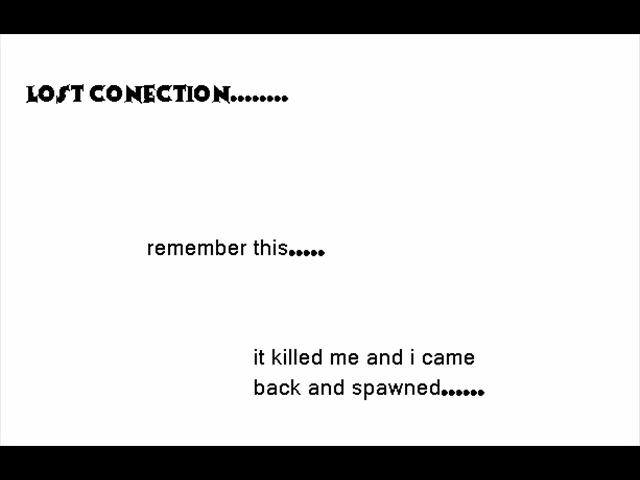 LOST CONECTION........
remember this.....
it killed me and i came
back and spawned......